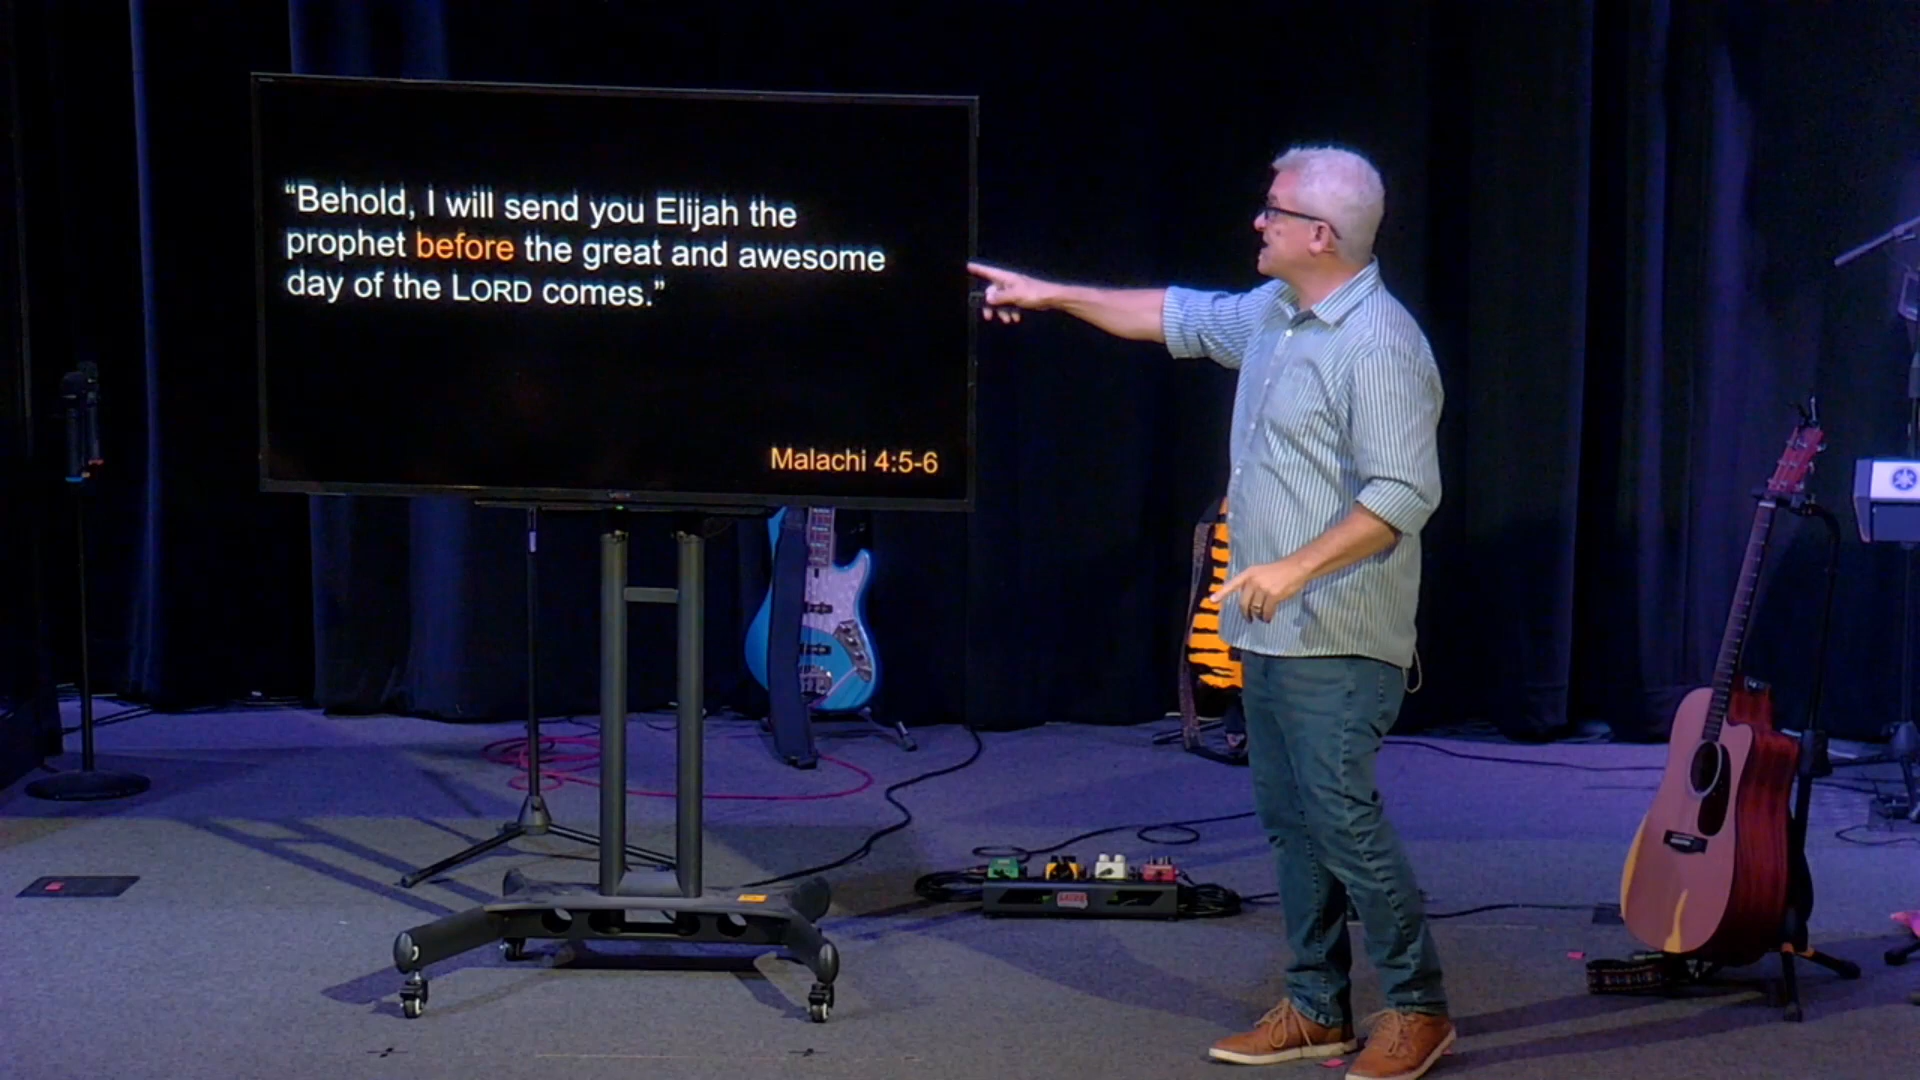 “Behold, I will send you Elijah the
prophet before the great and awesome
day of the LORD comes.”
Malachi 4:5-6